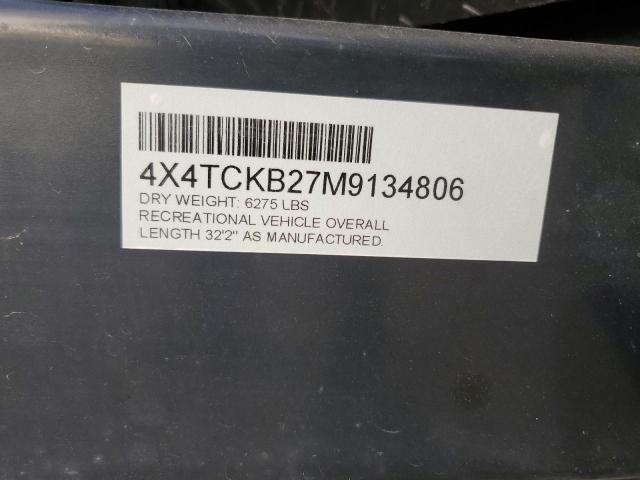 4X4TCKB27M9134806
DRY WEIGHT: 6275 LBS
RECREATIONAL VEHICLE OVERALL
LENGTH 32'2" AS MANUFACTURED.